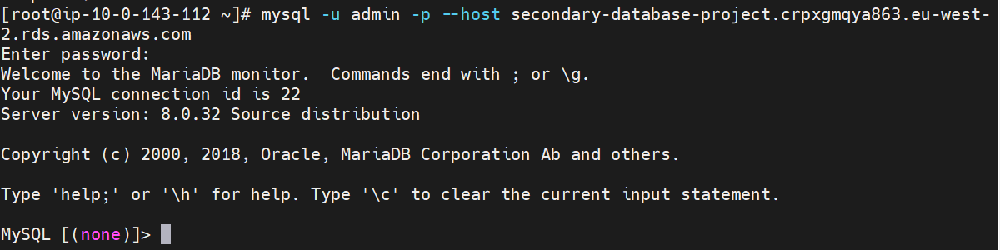 [root@ip-10-0-143-112 ~]# mysql -u admin -p --host secondary-database-project.crpxgmqya863.eu-west-
2.rds.amazonaws.com
Enter password:
Welcome to the MariaDB monitor.  Commands end with ; or \g.
Your MySQL connection id is 22
Server version: 8.0.32 Source distribution

Copyright (c) 2000, 2018, Oracle, MariaDB Corporation Ab and others.

Type 'help;' or '\h' for help. Type '\c' to clear the current input statement.

MySQL [(none)]>